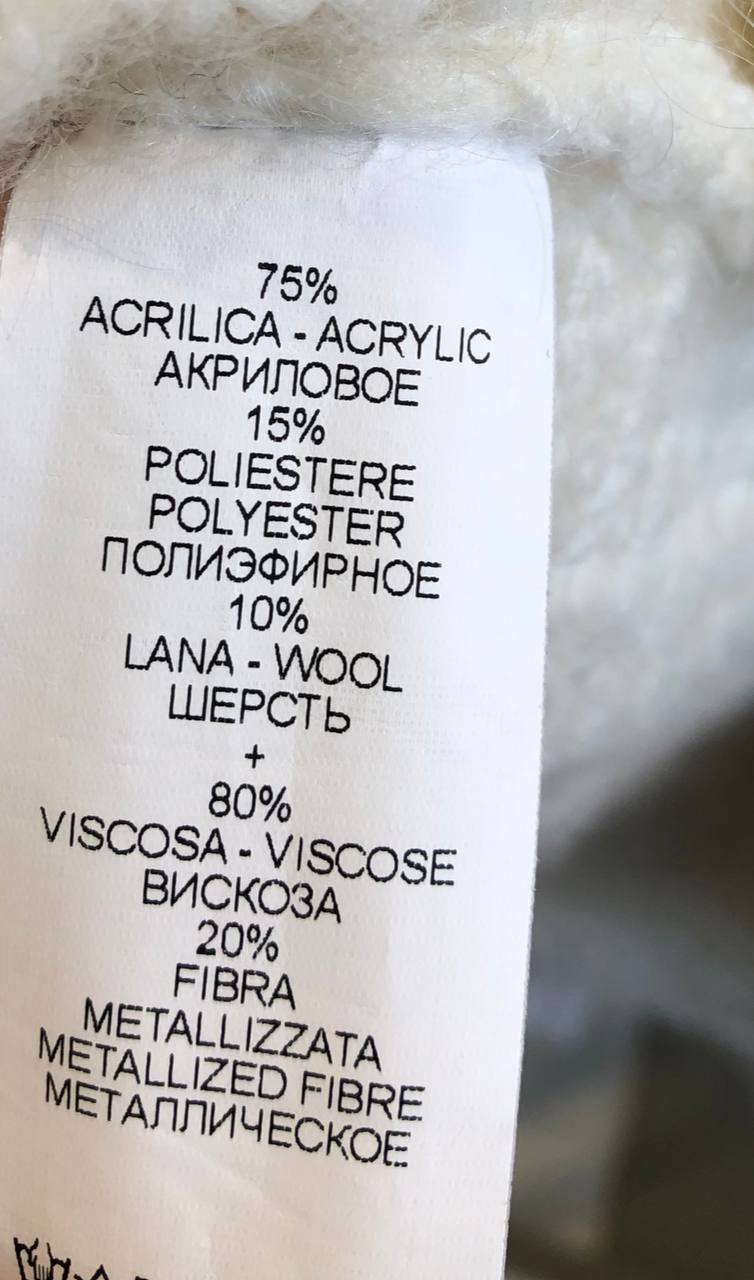 75%
ACRILICA - ACRYLIC
АКРИЛОВОЕ
15%
POLIESTERE
POLYESTER
ПОЛИЭФИРНОЕ
10%
LANA - WOOL
ШЕРСТЬ
+
80%
VISCOSA - VISCOSE
ВИСКОЗА
20%
FIBRA
METALLIZZATA
METALLIZED FIBRE
МЕТАЛЛИЧЕСКОЕ